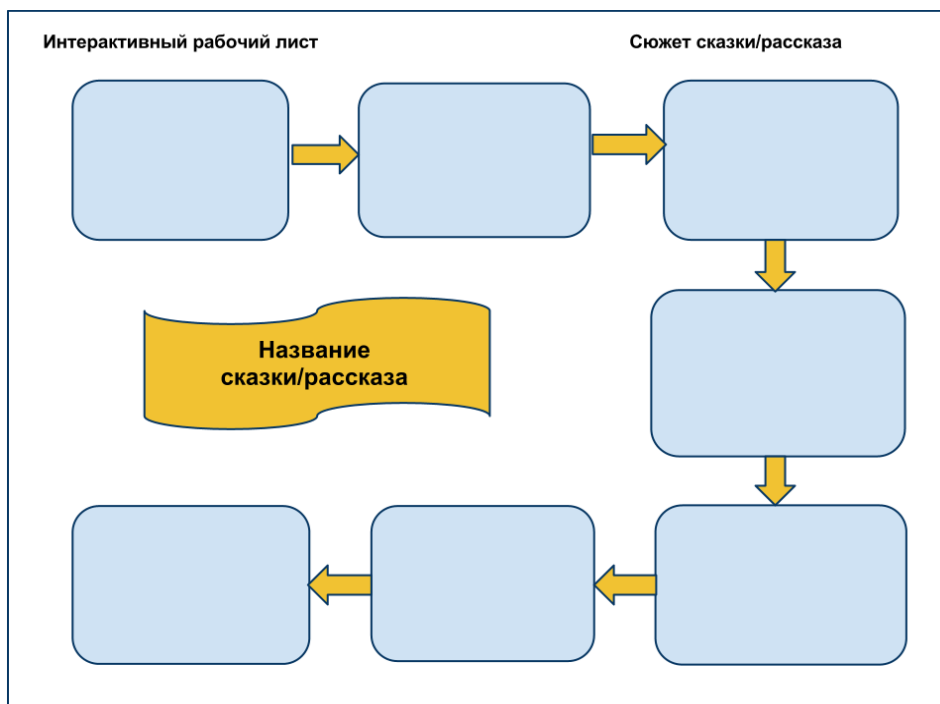 Интерактивный рабочий лист
Сюжет сказки/рассказа
Название
сказки/рассказа